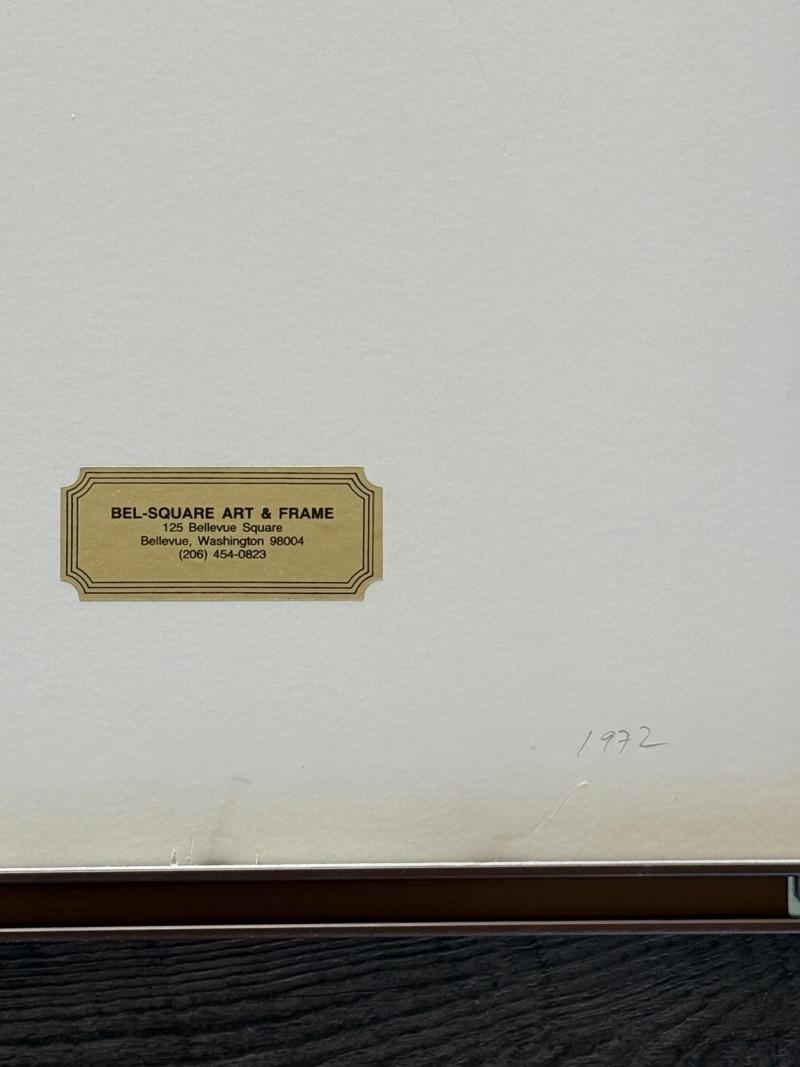 BEL-SQUARE ART & FRAME
125 Bellevue Square
Bellevue, Washington 98004
(206) 454-0823
1972